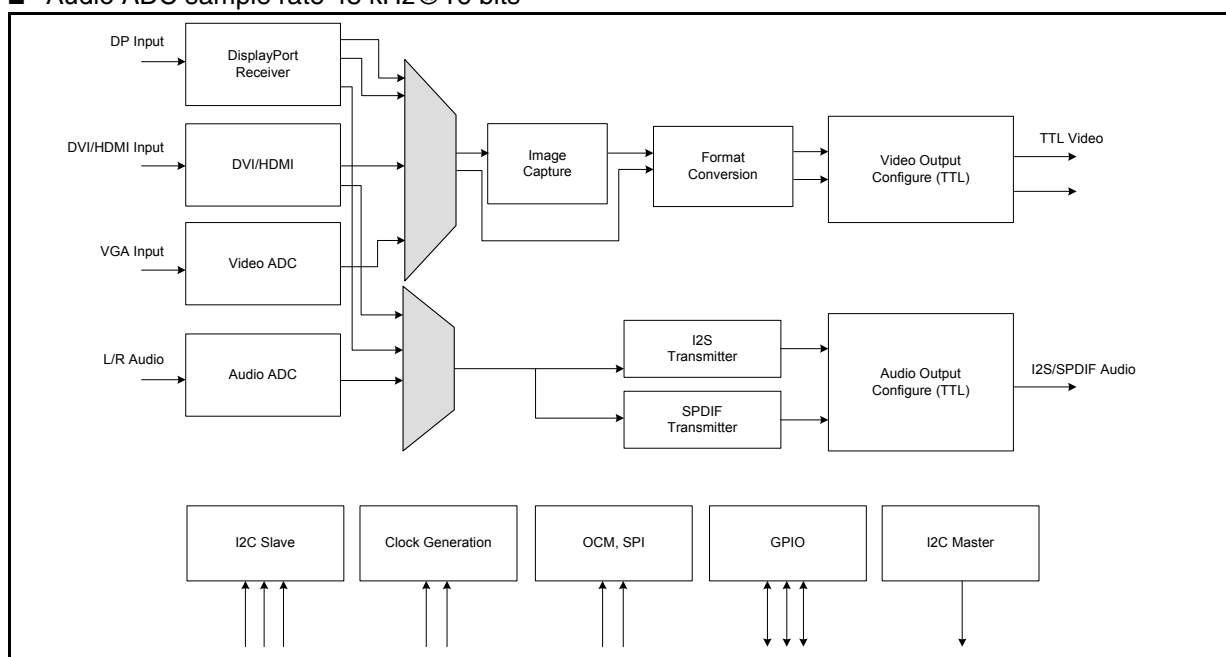 ■ Audio ADC sample rate 48 kHz@16 bits
DP Input
DisplayPort
Receiver
DVI/HDMI Input
DVI/HDMI
VGA Input
Video ADC
L/R Audio
Audio ADC
Image
Capture
Format
Conversion
Video Output
Configure (TTL)
TTL Video
I2S
Transmitter
SPDIF
Transmitter
Audio Output
Configure (TTL)
I2S/SPDIF Audio
I2C Slave
Clock Generation
OCM, SPI
GPIO
I2C Master